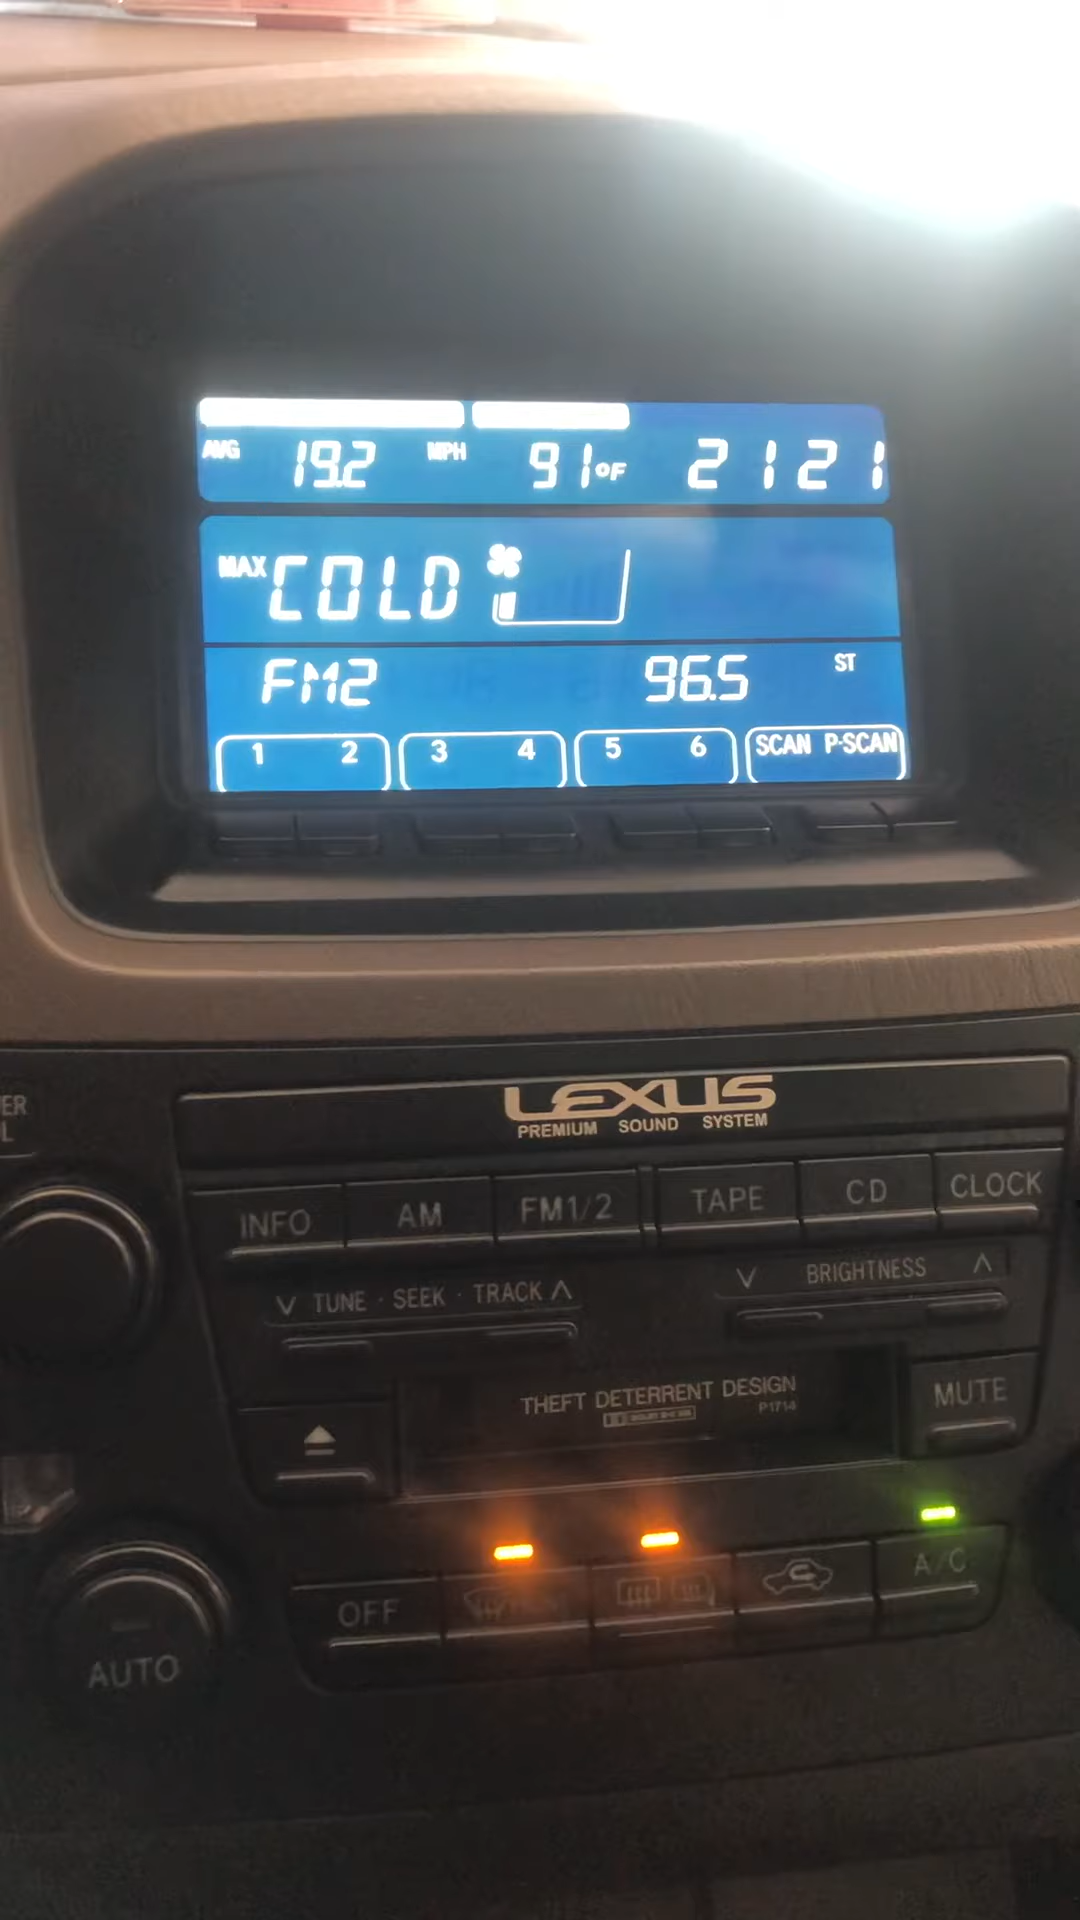 AVG 19.2 MPH 91°F 2121
MAX COLD
FM2 96.5 ST
1 2 3 4 5 6 SCAN P·SCAN
ER
L
LEXUS
PREMIUM SOUND SYSTEM
INFO AM FM1/2 TAPE CD CLOCK
∨ TUNE · SEEK · TRACK ∧
∨ BRIGHTNESS ∧
THEFT DETERRENT DESIGN
P1714
MUTE
OFF
A/C
AUTO